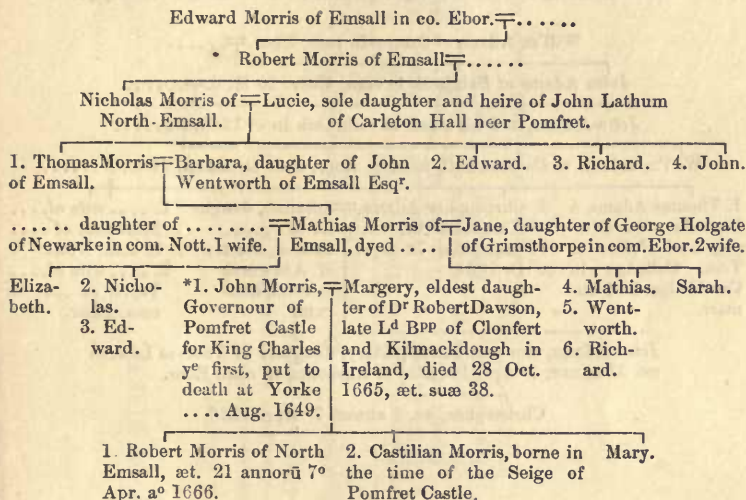 Edward Morris of Emsall in co. Ebor.=......
* Robert Morris of Emsall=......
Nicholas Morris of =Lucie, sole daughter and heire of John Lathum
North-Emsall. of Carleton Hall neer Pomfret.
1. Thomas Morris=Barbara, daughter of John 2. Edward. 3. Richard. 4. John.
of Emsall. Wentworth of Emsall Esqʳ.
...... daughter of ........ =Mathias Morris of=Jane, daughter of George Holgate
of Newarke in com. Nott. 1 wife. Emsall, dyed .... of Grimsthorpe in com. Ebor. 2 wife.
Eliza- 2. Nicho- *1. John Morris,=Margery, eldest daugh- 4. Mathias. Sarah.
beth. las. Governour of ter of Dʳ Robert Dawson, 5. Went-
3. Ed- Pomfret Castle late Lᵈ Bᴾᴾ of Clonfert worth.
ward. for King Charles and Kilmackdough in 6. Rich-
yᵉ first, put to Ireland, died 28 Oct. ard.
death at Yorke 1665, æt. suæ 38.
.... Aug. 1649.
1. Robert Morris of North 2. Castilian Morris, borne in Mary.
Emsall, æt. 21 annorū 7º the time of the Seige of
Apr. aº 1666. Pomfret Castle.